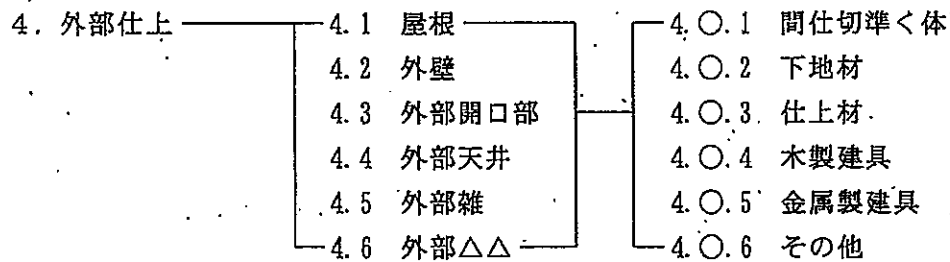 4. 外部仕上 4.1 屋根 4.○.1 間仕切準く体
4.2 外壁 4.○.2 下地材
4.3 外部開口部 4.○.3 仕上材
4.4 外部天井 4.○.4 木製建具
4.5 外部雑 4.○.5 金属製建具
4.6 外部△△ 4.○.6 その他